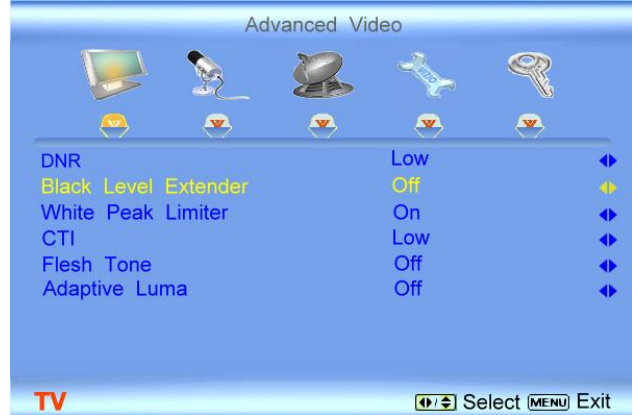 Advanced Video
VIZIO
DNR Low
Black Level Extender Off
White Peak Limiter On
CTI Low
Flesh Tone Off
Adaptive Luma Off
TV Select MENU Exit